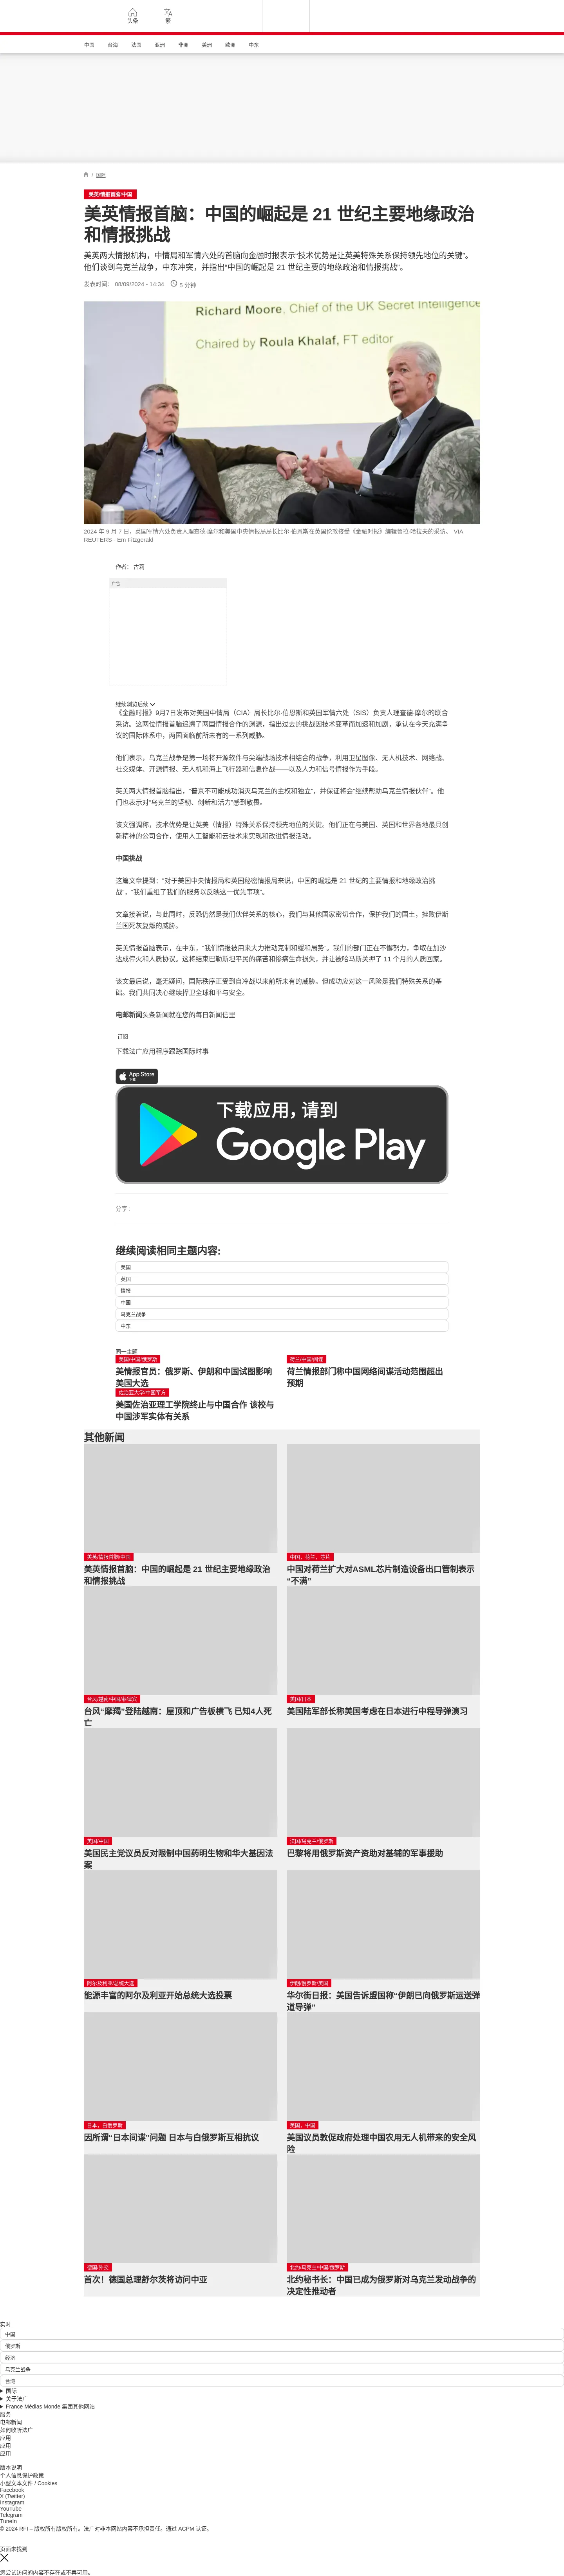 头条
繁
中国
台海
法国
亚洲
非洲
美洲
欧洲
中东
/ 国际
美英/情报首脑/中国
美英情报首脑：中国的崛起是 21 世纪主要地缘政治
和情报挑战
美英两大情报机构，中情局和军情六处的首脑向金融时报表示“技术优势是让英美特殊关系保持领先地位的关键”。
他们谈到乌克兰战争，中东冲突，并指出“中国的崛起是 21 世纪主要的地缘政治和情报挑战”。
发表时间： 09/09/2024 - 14:34
5 分钟
Richard Moore, Chief of the UK Secret Intelligence
Chaired by Roula Khalaf, FT editor
2024 年 9 月 7 日，英国军情六处负责人理查德·摩尔和美国中央情报局局长比尔·伯恩斯在英国伦敦接受《金融时报》编辑鲁拉·哈拉夫的采访。 VIA
REUTERS - Em Fitzgerald
作者： 古莉
广告
继续浏览后续
《金融时报》9月7日发布对美国中情局（CIA）局长比尔·伯恩斯和英国军情六处（SIS）负责人理查德·摩尔的联合
采访。这两位情报首脑追溯了两国情报合作的渊源，指出过去的挑战因技术变革而加速和加剧，承认在今天充满争
议的国际体系中，两国面临前所未有的一系列威胁。
他们表示，乌克兰战争是第一场将开源软件与尖端战场技术相结合的战争，利用卫星图像、无人机技术、网络战、
社交媒体、开源情报、无人机和海上飞行器和信息作战——以及人力和信号情报作为手段。
英美两大情报首脑指出，“普京不可能成功消灭乌克兰的主权和独立”，并保证将会“继续帮助乌克兰情报伙伴”。他
们也表示对“乌克兰的坚韧、创新和活力”感到敬畏。
该文强调称，技术优势是让英美（情报）特殊关系保持领先地位的关键。他们正在与美国、英国和世界各地最具创
新精神的公司合作，使用人工智能和云技术来实现和改进情报活动。
中国挑战
这篇文章提到：“对于美国中央情报局和英国秘密情报局来说，中国的崛起是 21 世纪的主要情报和地缘政治挑
战”，“我们重组了我们的服务以反映这一优先事项”。
文章接着说，与此同时，反恐仍然是我们伙伴关系的核心，我们与其他国家密切合作，保护我们的国土，挫败伊斯
兰国死灰复燃的威胁。
英美情报首脑表示，在中东，“我们情报被用来大力推动克制和缓和局势”。我们的部门正在不懈努力，争取在加沙
达成停火和人质协议。这将结束巴勒斯坦平民的痛苦和惨痛生命损失，并让被哈马斯关押了 11 个月的人质回家。
该文最后说，毫无疑问，国际秩序正受到自冷战以来前所未有的威胁。但成功应对这一风险是我们特殊关系的基
础。我们共同决心继续捍卫全球和平与安全。
电邮新闻头条新闻就在您的每日新闻信里
订阅
下载法广应用程序跟踪国际时事
App Store
下载
下载应用，请到
Google Play
分享 :
继续阅读相同主题内容:
美国
英国
情报
中国
乌克兰战争
中东
同一主题
美国/中国/俄罗斯
美情报官员：俄罗斯、伊朗和中国试图影响
美国大选
荷兰/中国/间谍
荷兰情报部门称中国网络间谍活动范围超出
预期
佐治亚大学/中国军方
美国佐治亚理工学院终止与中国合作 该校与
中国涉军实体有关系
其他新闻
美英/情报首脑/中国
美英情报首脑：中国的崛起是 21 世纪主要地缘政治
和情报挑战
中国，荷兰，芯片
中国对荷兰扩大对ASML芯片制造设备出口管制表示
“不满”
台风/越南/中国/菲律宾
台风“摩羯”登陆越南：屋顶和广告板横飞 已知4人死
亡
美国/日本
美国陆军部长称美国考虑在日本进行中程导弹演习
美国/中国
美国民主党议员反对限制中国药明生物和华大基因法
案
法国/乌克兰/俄罗斯
巴黎将用俄罗斯资产资助对基辅的军事援助
阿尔及利亚/总统大选
能源丰富的阿尔及利亚开始总统大选投票
伊朗/俄罗斯/美国
华尔街日报：美国告诉盟国称“伊朗已向俄罗斯运送弹
道导弹”
日本，白俄罗斯
因所谓“日本间谍”问题 日本与白俄罗斯互相抗议
美国，中国
美国议员敦促政府处理中国农用无人机带来的安全风
险
德国/外交
首次！德国总理舒尔茨将访问中亚
北约/乌克兰/中国/俄罗斯
北约秘书长：中国已成为俄罗斯对乌克兰发动战争的
决定性推动者
实时
中国
俄罗斯
经济
乌克兰战争
台湾
国际
关于法广
France Médias Monde 集团其他网站
服务
电邮新闻
如何收听法广
应用
应用
应用
版本说明
个人信息保护政策
小型文本文件 / Cookies
Facebook
X (Twitter)
Instagram
YouTube
Telegram
TuneIn
© 2024 RFI – 版权所有版权所有。法广对非本网站内容不承担责任。通过 ACPM 认证。
页面未找到
您尝试访问的内容不存在或不再可用。